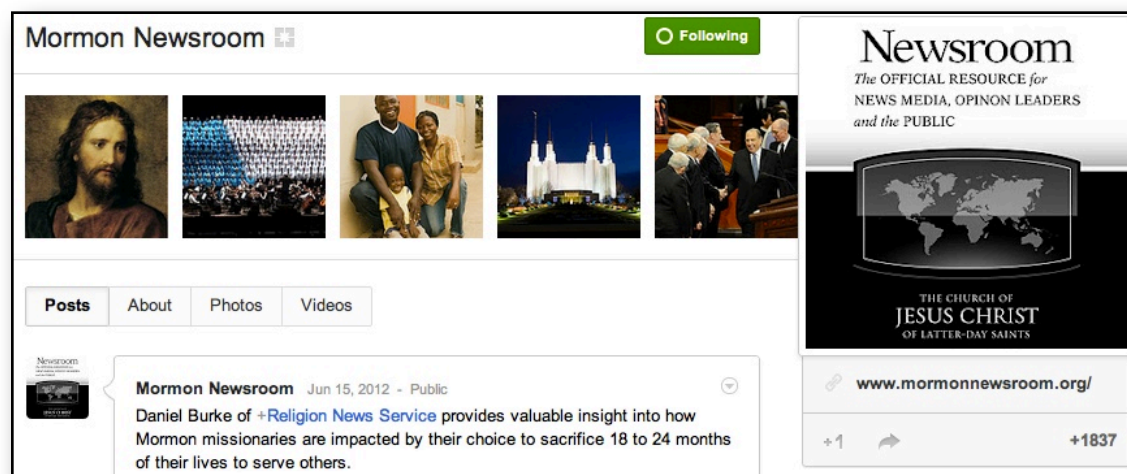 Mormon Newsroom
Following
Newsroom
The OFFICIAL RESOURCE for
NEWS MEDIA, OPINON LEADERS
and the PUBLIC
THE CHURCH OF
JESUS CHRIST
OF LATTER-DAY SAINTS
Posts
About
Photos
Videos
Newsroom
Mormon Newsroom Jun 15, 2012 - Public
Daniel Burke of +Religion News Service provides valuable insight into how
Mormon missionaries are impacted by their choice to sacrifice 18 to 24 months
of their lives to serve others.
www.mormonnewsroom.org/
+1
+1837